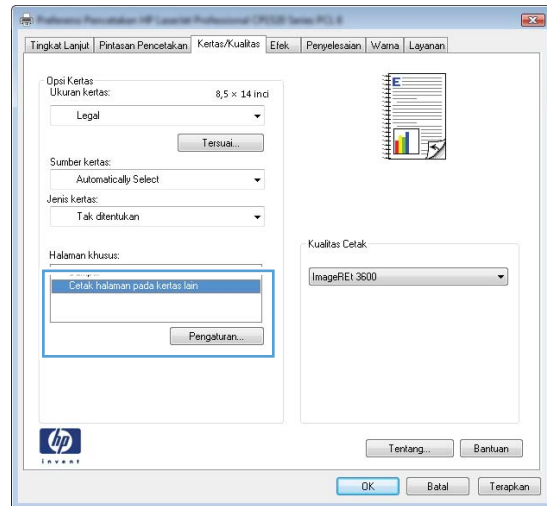 Tingkat Lanjut Pintasan Pencetakan Kertas/Kualitas Efek Penyelesaian Warna Layanan
Opsi Kertas
Ukuran kertas: 8,5 × 14 inci
Legal
Tersuai...
Sumber kertas:
Automatically Select
Jenis kertas:
Tak ditentukan
Halaman khusus:
Cetak halaman pada kertas lain
Pengaturan...
E
Kualitas Cetak
ImageREt 3600
hp
invent
Tentang... Bantuan
OK Batal Terapkan